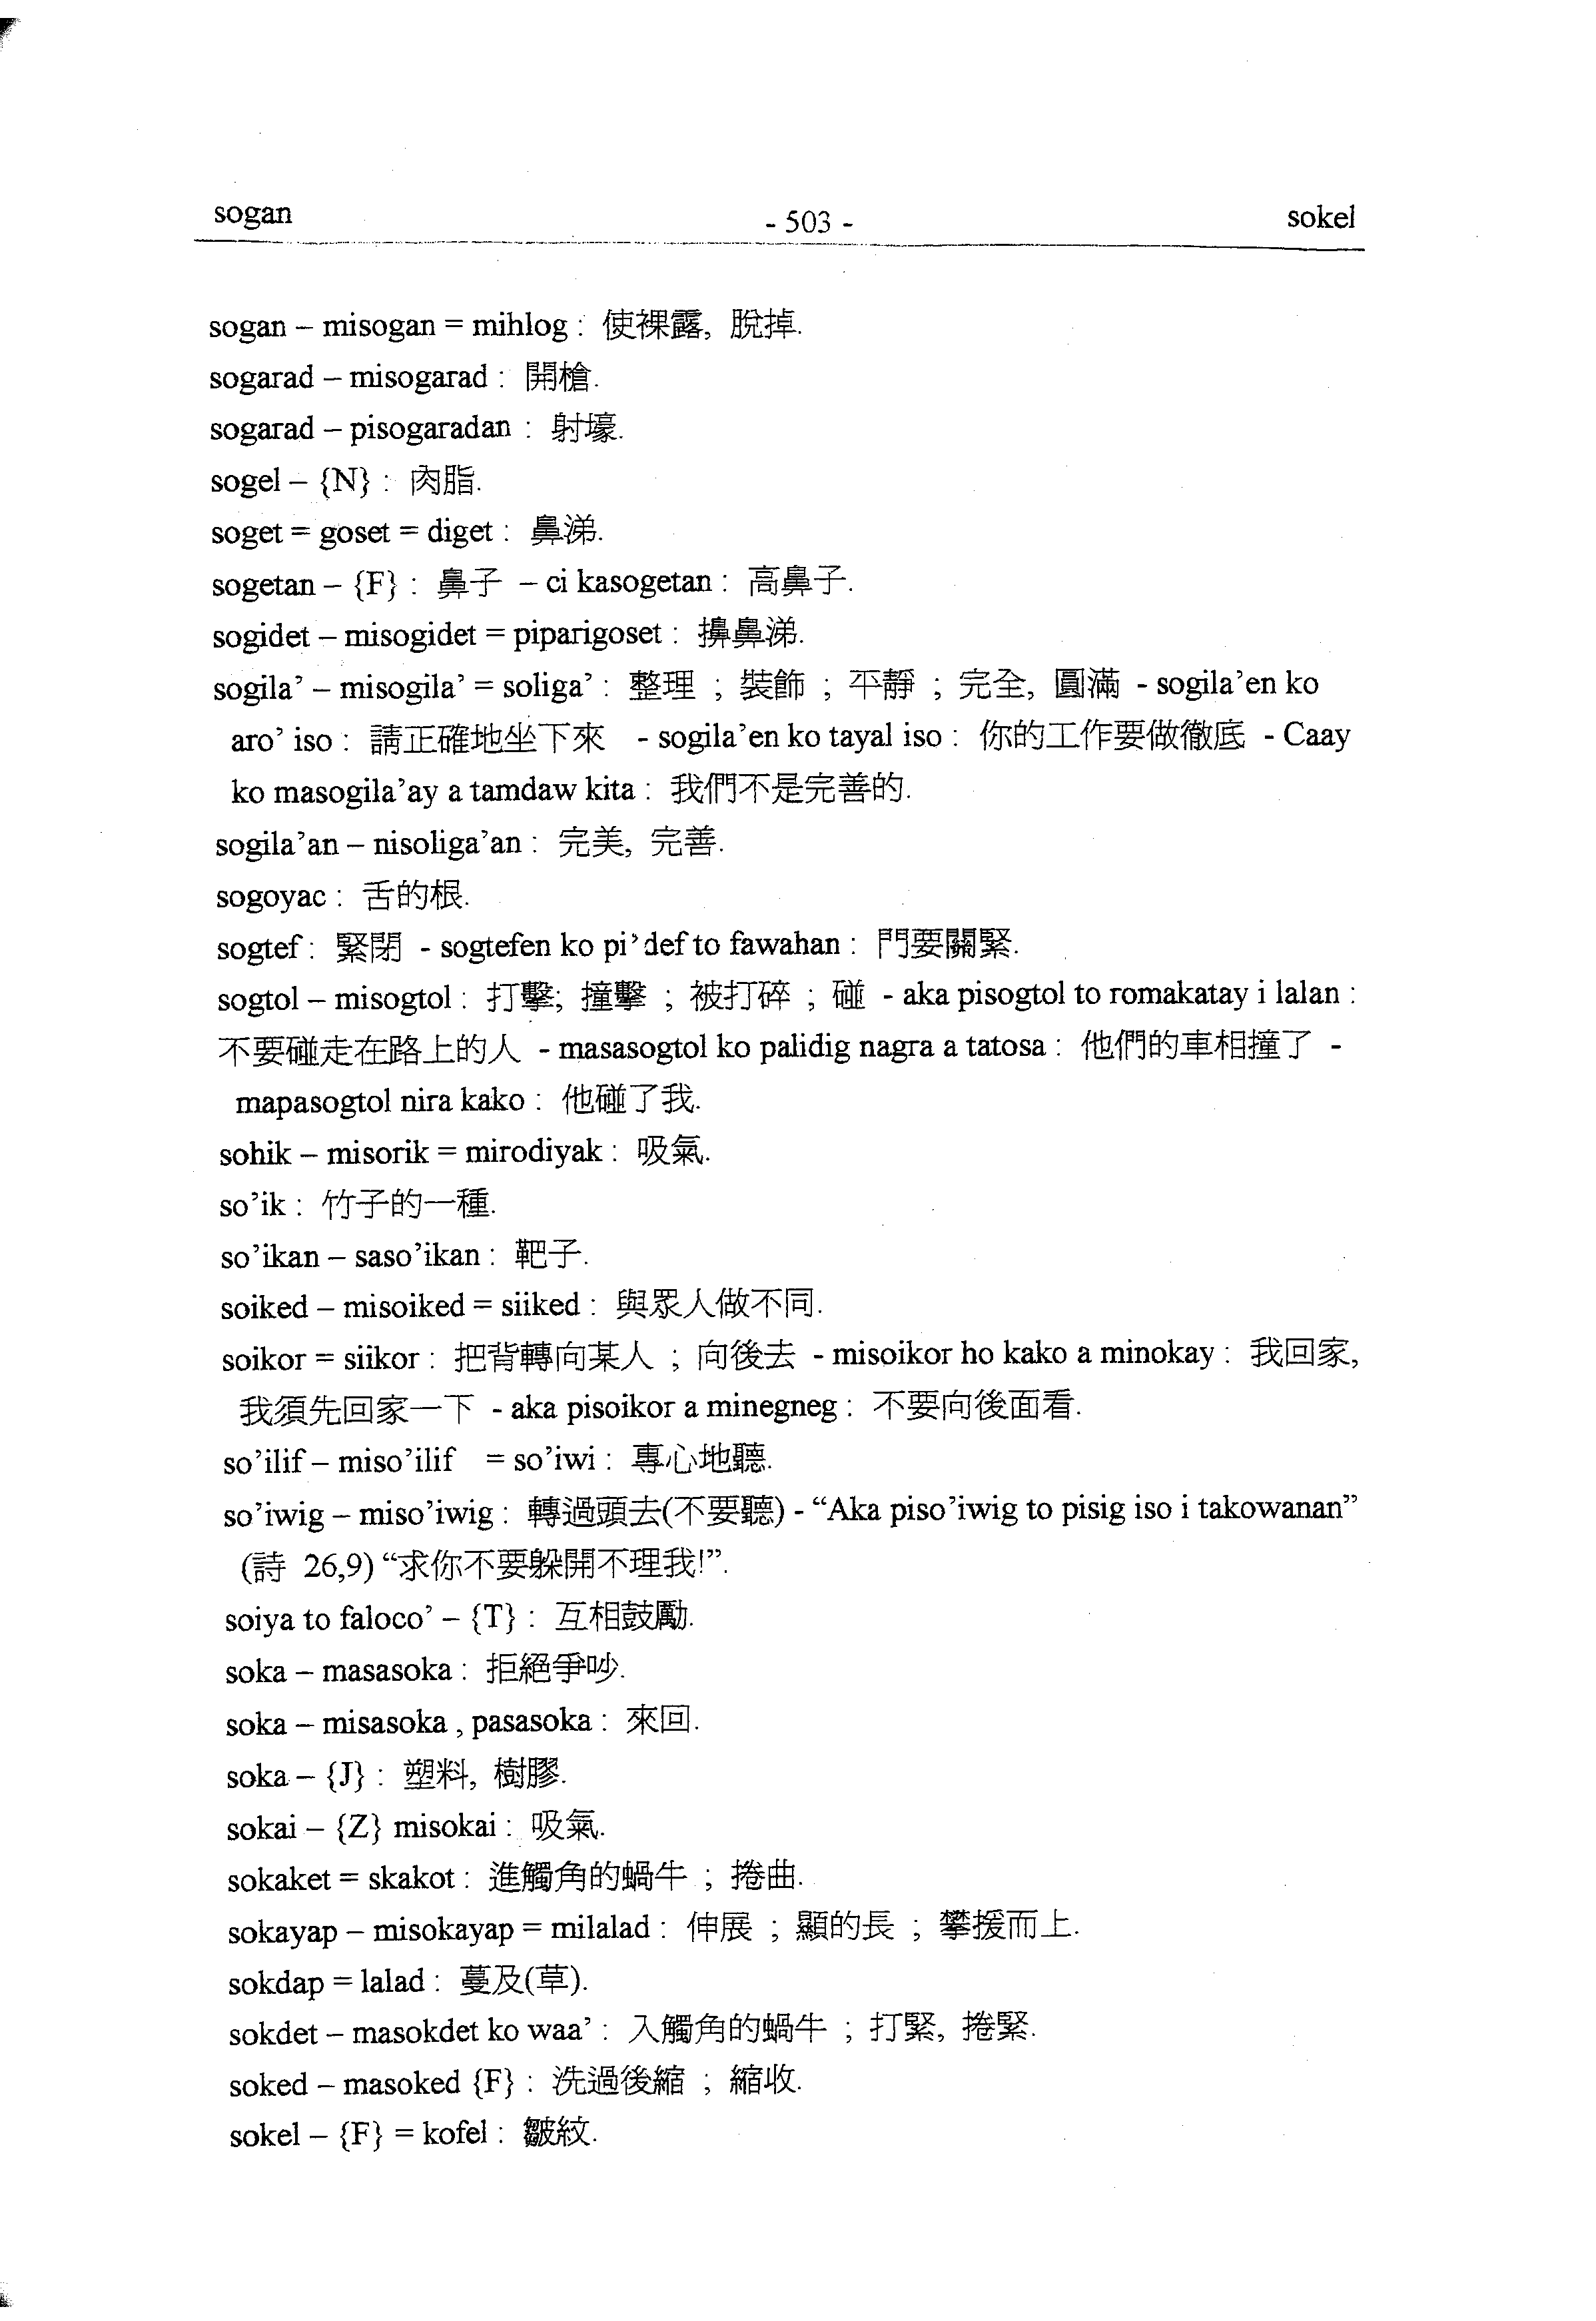 sogan
- 503 -
sokel
sogan – misogan = mihlog : 使裸露, 脫掉.
sogarad – misogarad : 開槍.
sogarad – pisogaradan : 射壕.
sogel – {N} : 肉脂.
soget = goset = diget : 鼻涕.
sogetan – {F} : 鼻子 – ci kasogetan : 高鼻子.
sogidet – misogidet = piparigoset : 擤鼻涕.
sogila’ – misogila’ = soliga’ : 整理 ; 裝飾 ; 平靜 ; 完全, 圓滿 - sogila’en ko
aro’ iso : 請正確地坐下來 - sogila’en ko tayal iso : 你的工作要做徹底 - Caay
ko masogila’ay a tamdaw kita : 我們不是完善的.
sogila’an – nisoliga’an : 完美, 完善.
sogoyac : 舌的根.
sogtef : 緊閉 - sogtefen ko pi’def to fawahan : 門要關緊.
sogtol – misogtol : 打擊; 撞擊 ; 被打碎 ; 碰 - aka pisogtol to romakatay i lalan :
不要碰走在路上的人 - masasogtol ko palidig nagra a tatosa : 他們的車相撞了 -
mapasogtol nira kako : 他碰了我.
sohik – misorik = mirodiyak : 吸氣.
so’ik : 竹子的一種.
so’ikan – saso’ikan : 靶子.
soiked – misoiked = siiked : 與眾人做不同.
soikor = siikor : 把背轉向某人 ; 向後去 - misoikor ho kako a minokay : 我回家,
我須先回家一下 - aka pisoikor a minegneg : 不要向後面看.
so’ilif – miso’ilif = so’iwi : 專心地聽.
so’iwig – miso’iwig : 轉過頭去(不要聽) - “Aka piso’iwig to pisig iso i takowanan”
(詩 26,9) “求你不要躲開不理我!”.
soiya to faloco’ – {T} : 互相鼓勵.
soka – masasoka : 拒絕爭吵.
soka – misasoka , pasasoka : 來回.
soka – {J} : 塑料, 樹膠.
sokai – {Z} misokai : 吸氣.
sokaket = skakot : 進觸角的蝸牛 ; 捲曲.
sokayap – misokayap = milalad : 伸展 ; 顯的長 ; 攀援而上.
sokdap = lalad : 蔓及(草).
sokdet – masokdet ko waa’ : 入觸角的蝸牛 ; 打緊, 捲緊.
soked – masoked {F} : 洗過後縮 ; 縮收.
sokel – {F} = kofel : 皺紋.